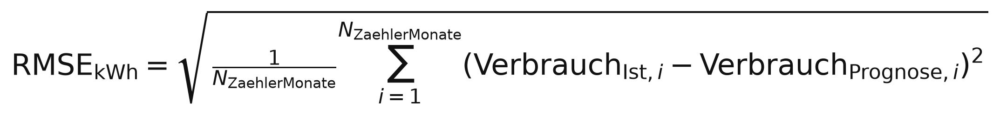 RMSE_kWh = √(1/N_ZaehlerMonate ∑_{i=1}^{N_ZaehlerMonate} (Verbrauch_{Ist, i} − Verbrauch_{Prognose, i})²)